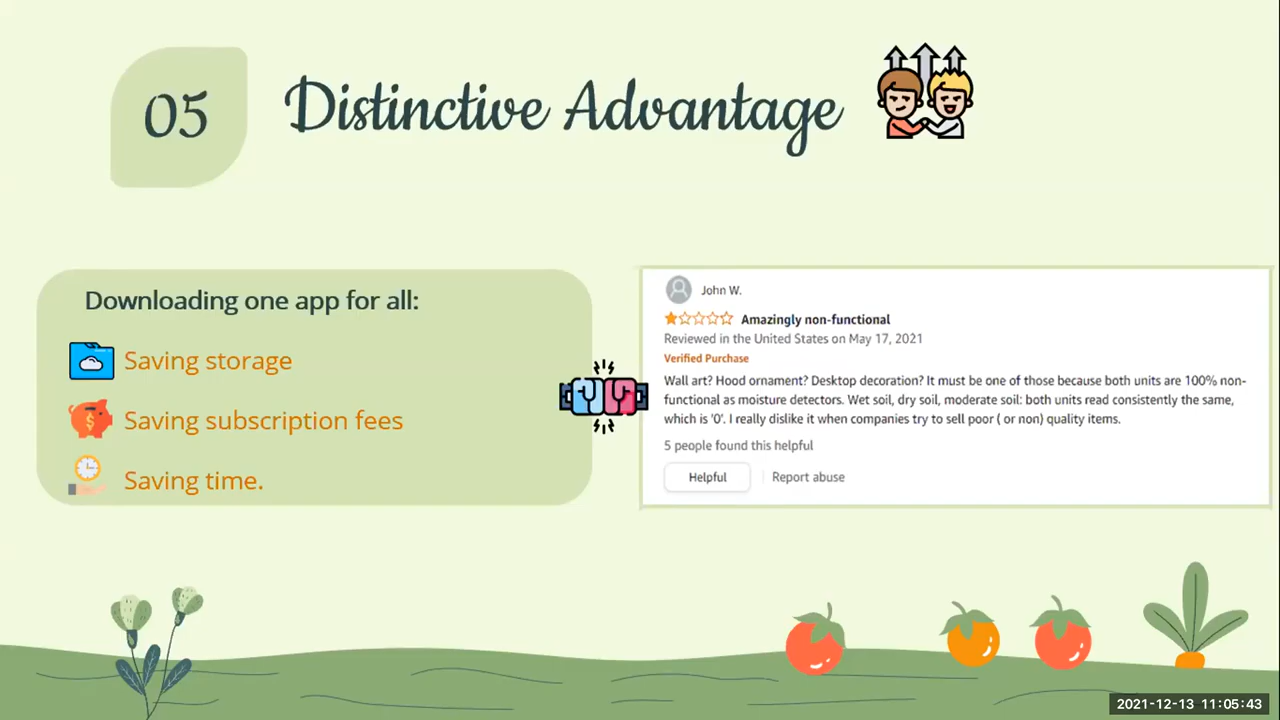 05
Distinctive Advantage
Downloading one app for all:
Saving storage
Saving subscription fees
Saving time.
John W.
Amazingly non-functional
Reviewed in the United States on May 17, 2021
Verified Purchase
Wall art? Hood ornament? Desktop decoration? It must be one of those because both units are 100% non-
functional as moisture detectors. Wet soil, dry soil, moderate soil: both units read consistently the same,
which is '0'. I really dislike it when companies try to sell poor ( or non) quality items.
5 people found this helpful
Helpful
Report abuse
2021-12-13 11:05:43